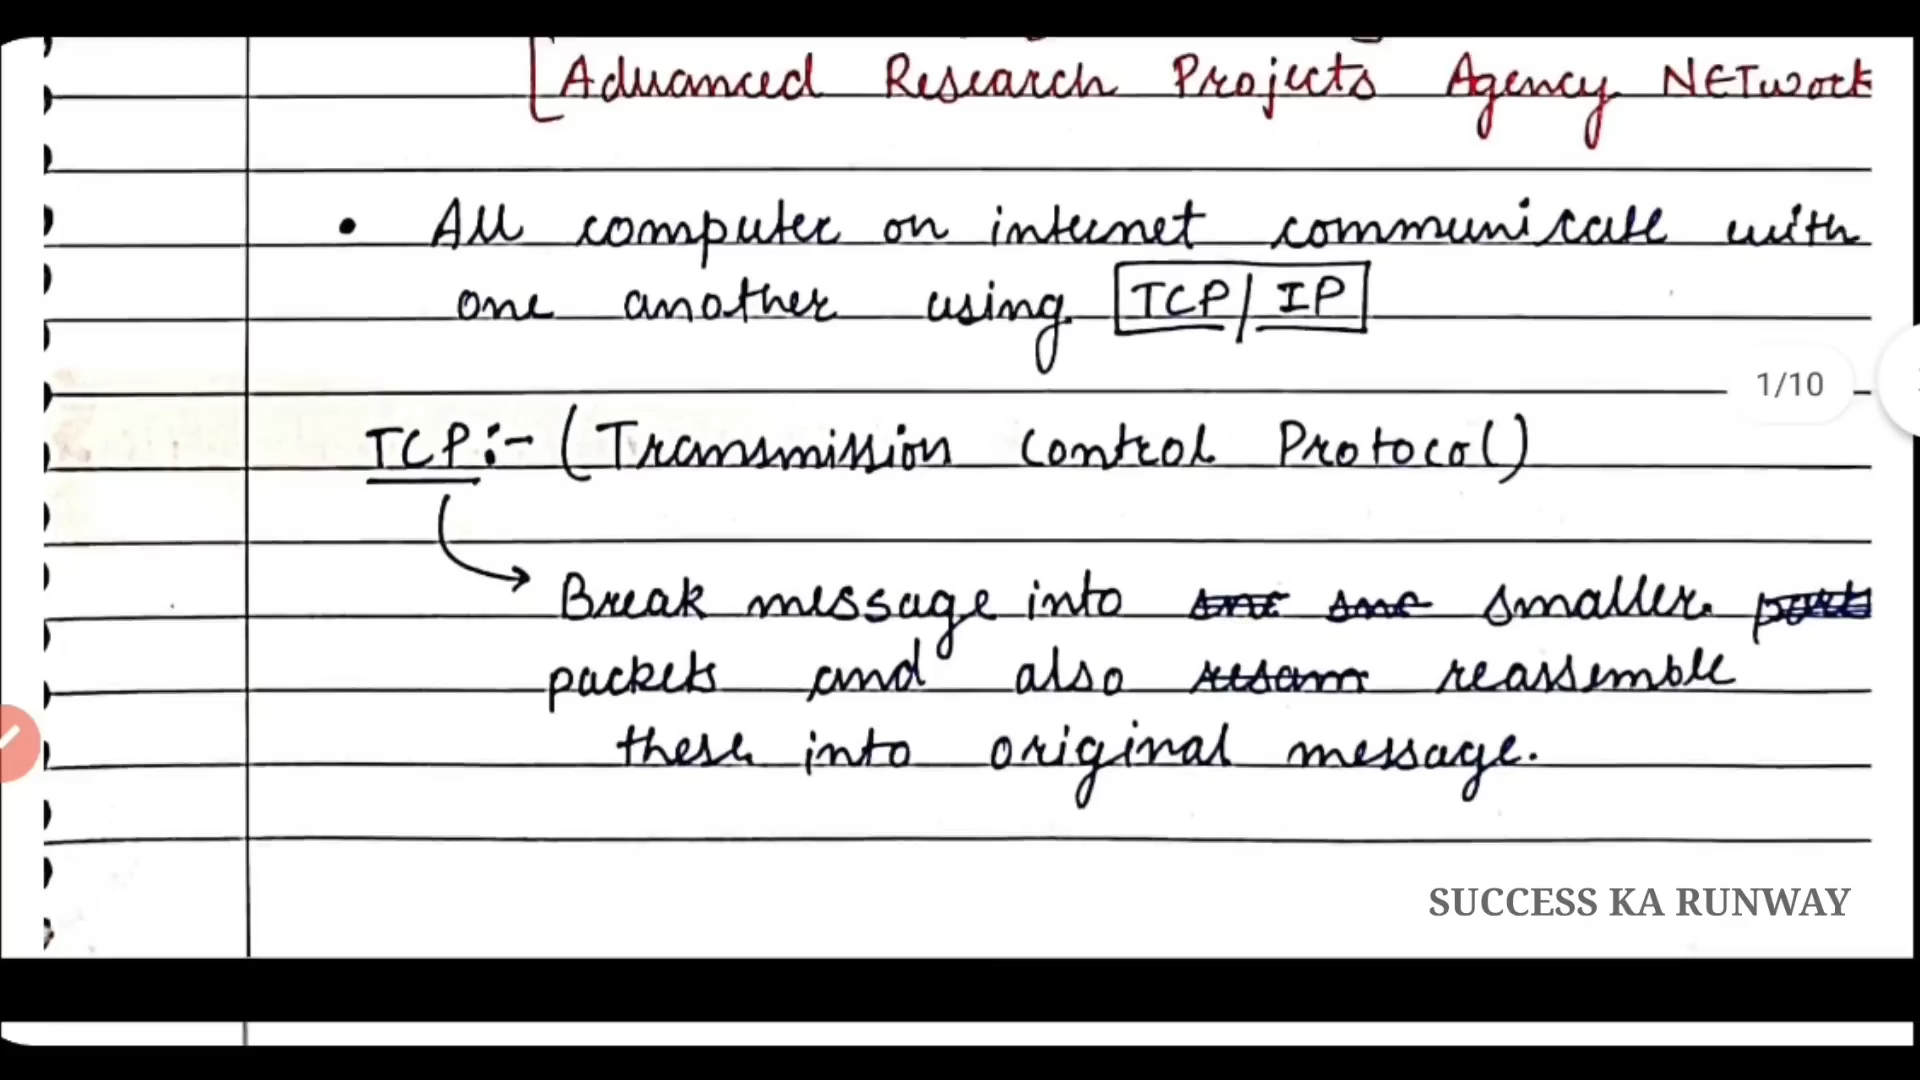 [Advanced Research Projects Agency NETwork
• All computer on internet communicate with
one another using TCP/IP
1/10
TCP:- (Transmission Control Protocol)
Break message into smaller
packets and also reassemble
these into original message.
SUCCESS KA RUNWAY